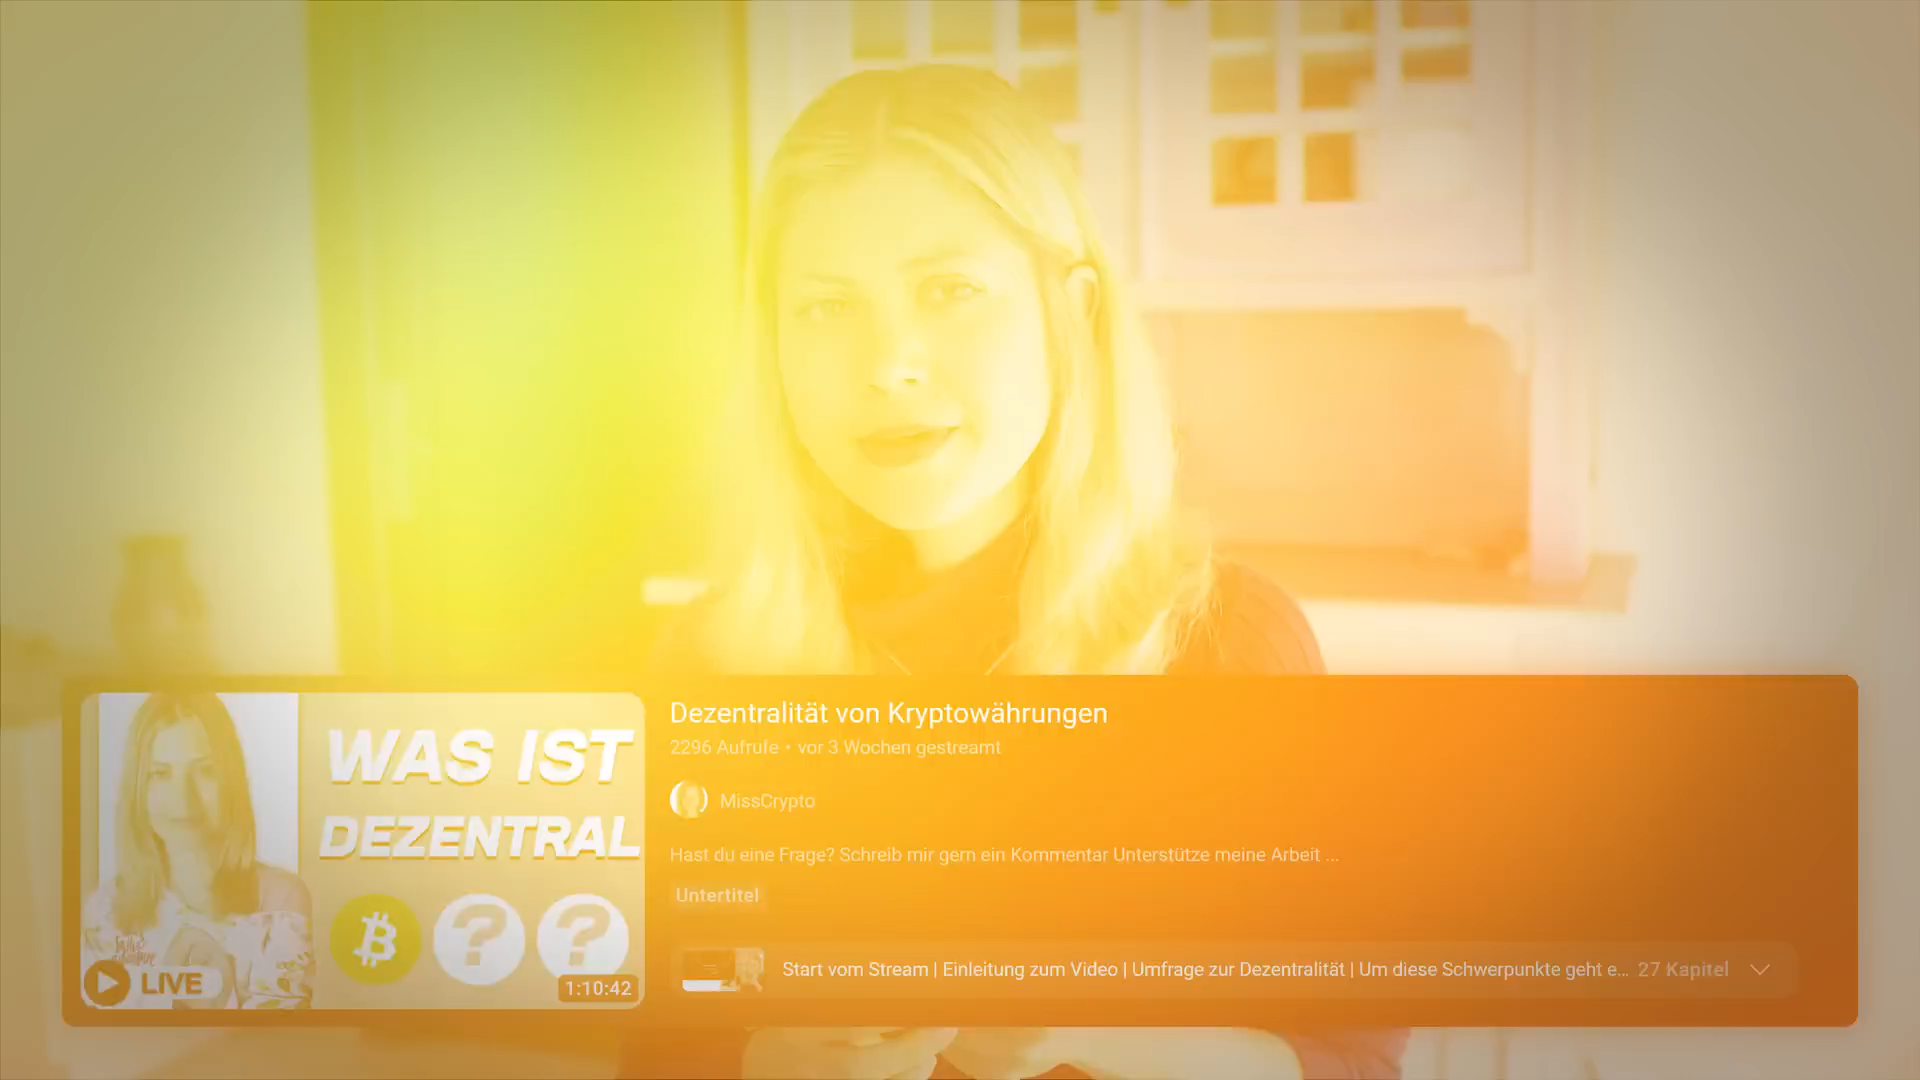 WAS IST
DEZENTRAL
LIVE
1:10:42
Dezentralität von Kryptowährungen
2296 Aufrufe • vor 3 Wochen gestreamt
MissCrypto
Hast du eine Frage? Schreib mir gern ein Kommentar Unterstütze meine Arbeit ...
Untertitel
Start vom Stream | Einleitung zum Video | Umfrage zur Dezentralität | Um diese Schwerpunkte geht e... 27 Kapitel